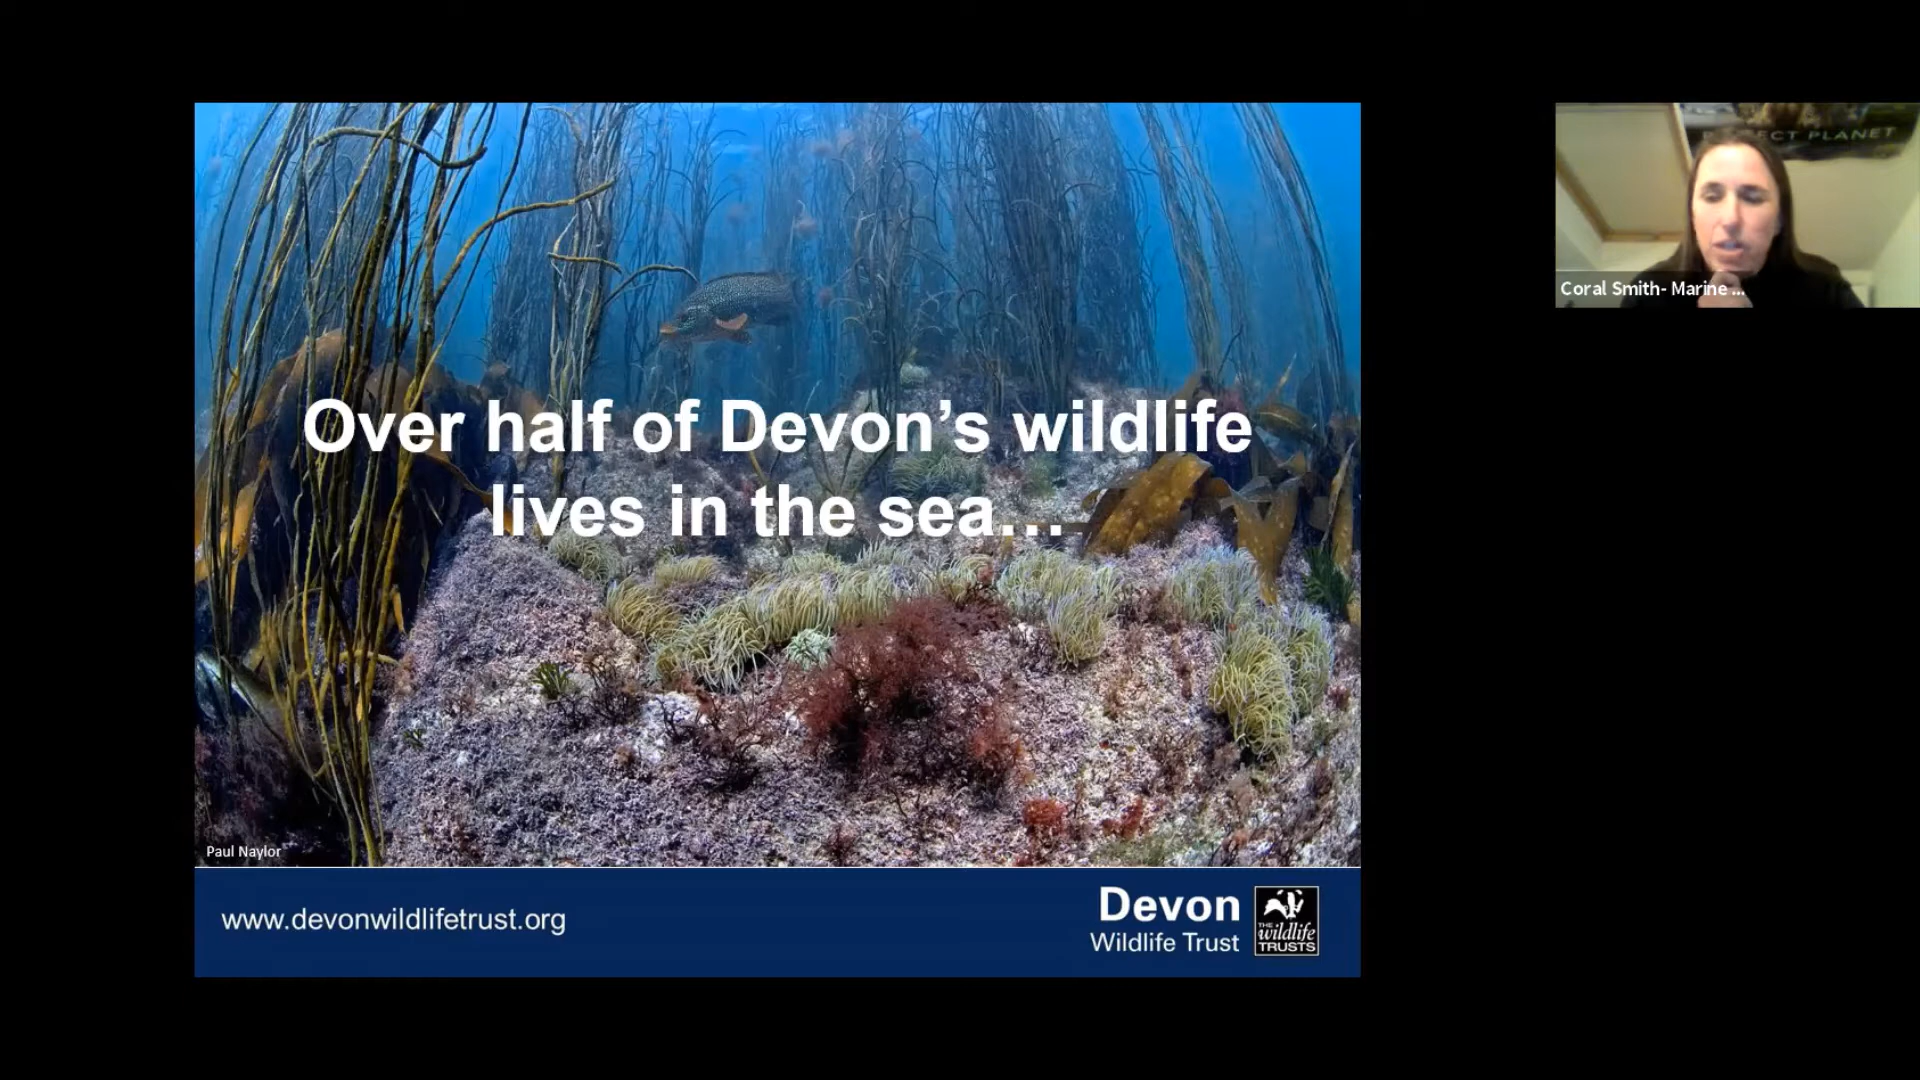 Over half of Devon’s wildlife
lives in the sea…
Paul Naylor
www.devonwildlifetrust.org
Devon
Wildlife Trust
THE
wildlife
TRUSTS
PLANET
Coral Smith- Marine ...